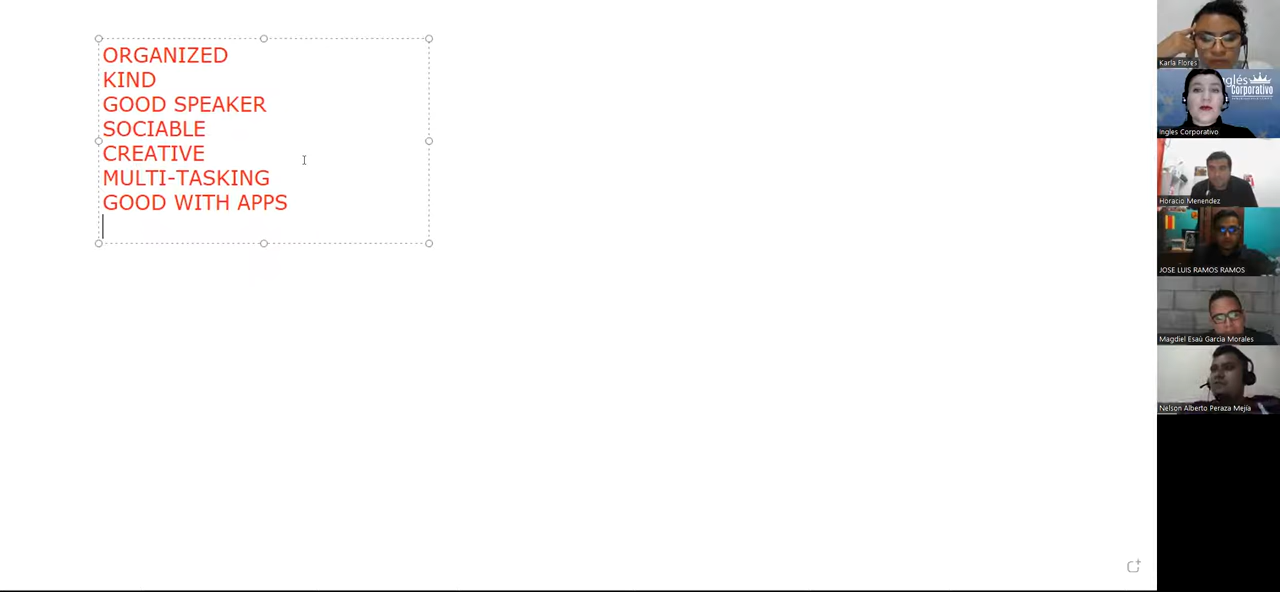 ORGANIZED
KIND
GOOD SPEAKER
SOCIABLE
CREATIVE
MULTI-TASKING
GOOD WITH APPS
Karla Flores
Inglés
Corporativo
Ingles Corporativo
Horacio Menendez
JOSE LUIS RAMOS RAMOS
Magdiel Esaú Garcia Morales
Nelson Alberto Peraza Mejía